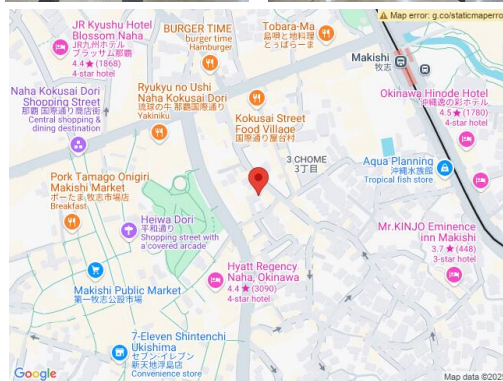 Map error: g.co/staticmaperr
JR Kyushu Hotel
Blossom Naha
JR九州ホテル
ブラッサム那覇
4.4★ (1868)
4-star hotel
BURGER TIME
burger time
Hamburger
Tobara-Ma
島唄と地料理
とぅばらーま
Makishi
牧志
Okinawa Hinode Hotel
沖縄逸の彩ホテル
4.5★ (1780)
4-star hotel
Naha Kokusai Dori
Shopping Street
那覇 国際通り商店街
Central shopping &
dining destination
Ryukyu no Ushi
Naha Kokusai Dori
琉球の牛 那覇国際通り
Yakiniku
Kokusai Street
Food Village
国際通り屋台村
3 CHOME
3丁目
Aqua Planning
沖縄水族館
Tropical fish store
Pork Tamago Onigiri
Makishi Market
ポーたま 牧志市場店
Breakfast
Heiwa Dori
平和通り
Shopping street with
a covered arcade
Mr.KINJO Eminence
inn Makishi
3.7★ (448)
3-star hotel
Makishi Public Market
第一牧志公設市場
Hyatt Regency
Naha, Okinawa
4.4★ (3090)
4-star hotel
7-Eleven Shintenchi
Ukishima
セブン-イレブン
新天地浮島店
Convenience store
Google
Map data ©202